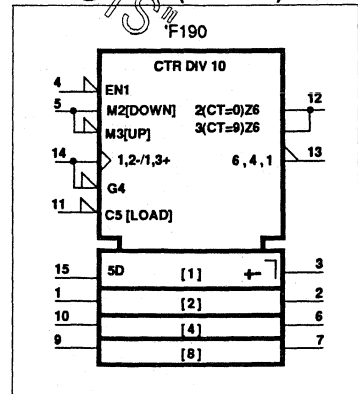 'F190
CTR DIV 10
4 EN1
5 M2[DOWN] 2(CT=0)Z6 12
M3[UP] 3(CT=9)Z6
14 1,2-/1,3+ 6,4,1 13
G4
11 C5 [LOAD]
15 5D [1] +- 3
1 [2] 2
10 [4] 6
9 [8] 7